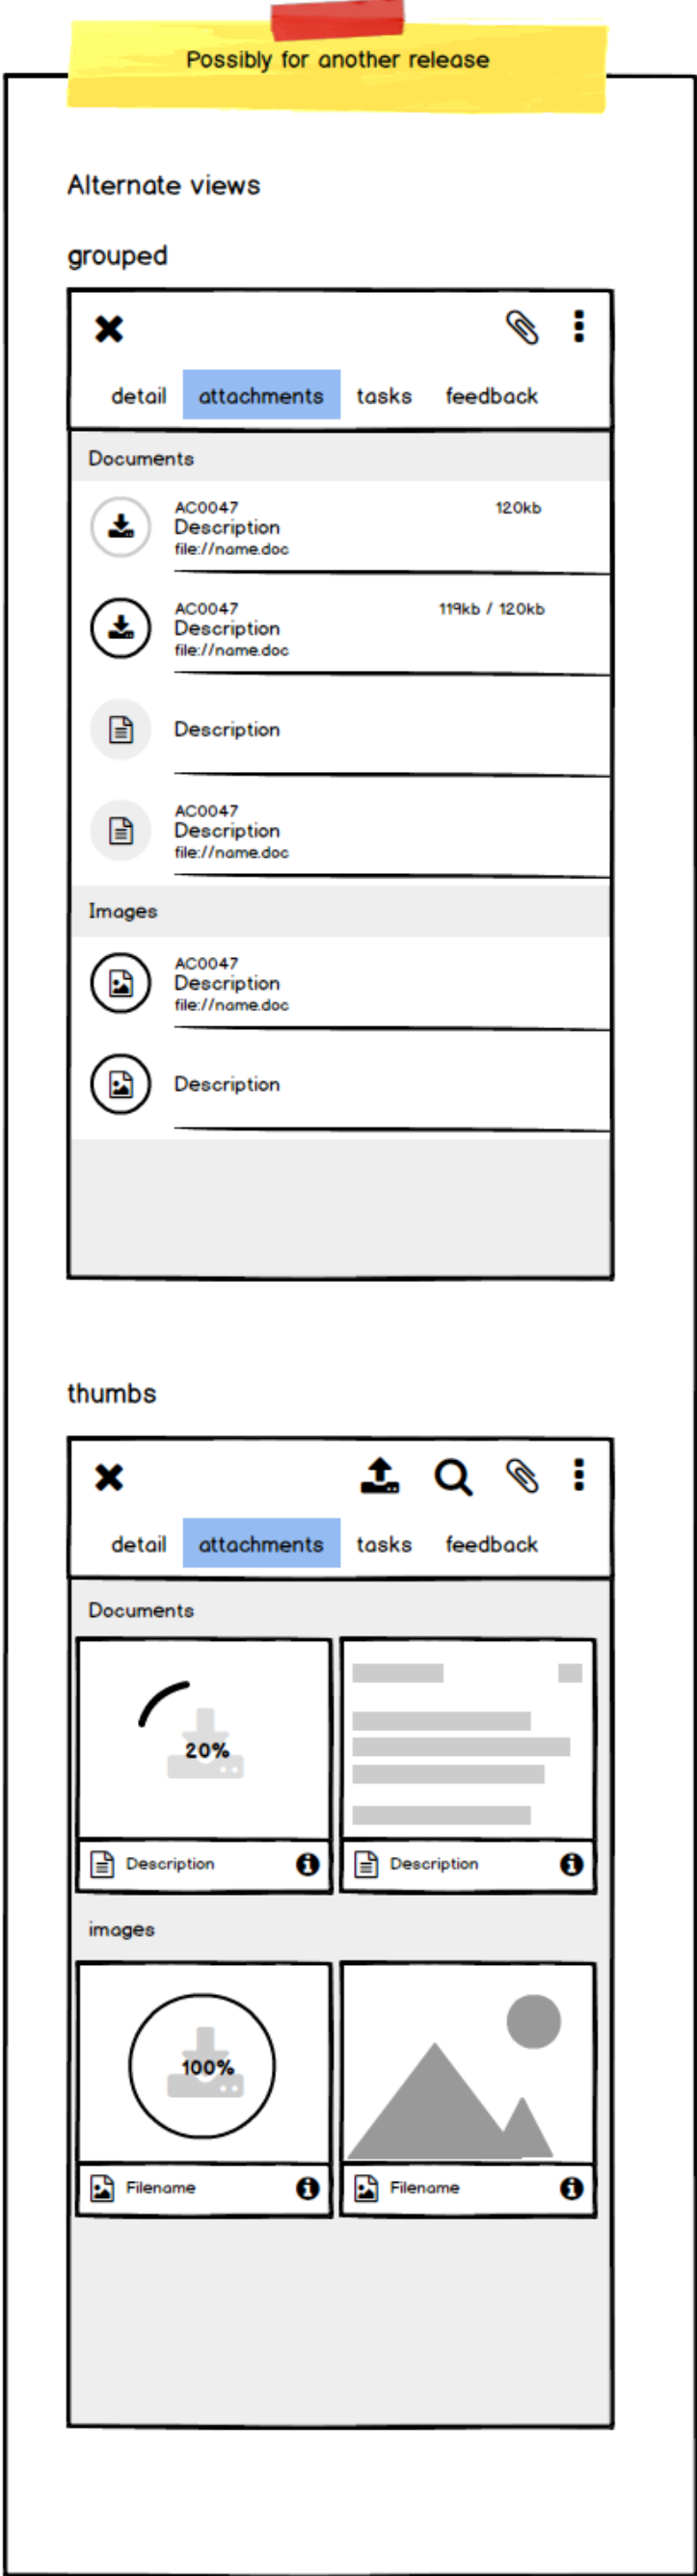 Possibly for another release
Alternate views
grouped
detail attachments tasks feedback
Documents
AC0047 120kb
Description
file://name.doc
AC0047 119kb / 120kb
Description
file://name.doc
Description
AC0047
Description
file://name.doc
Images
AC0047
Description
file://name.doc
Description
thumbs
detail attachments tasks feedback
Documents
20%
Description Description
images
100%
Filename Filename